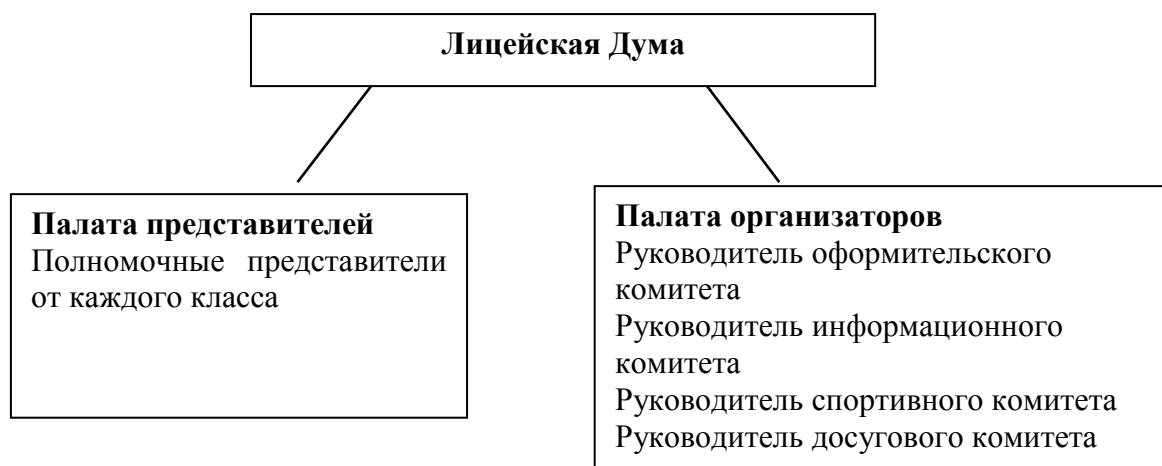 Лицейская Дума
Палата представителей
Полномочные представители
от каждого класса
Палата организаторов
Руководитель оформительского
комитета
Руководитель информационного
комитета
Руководитель спортивного комитета
Руководитель досугового комитета